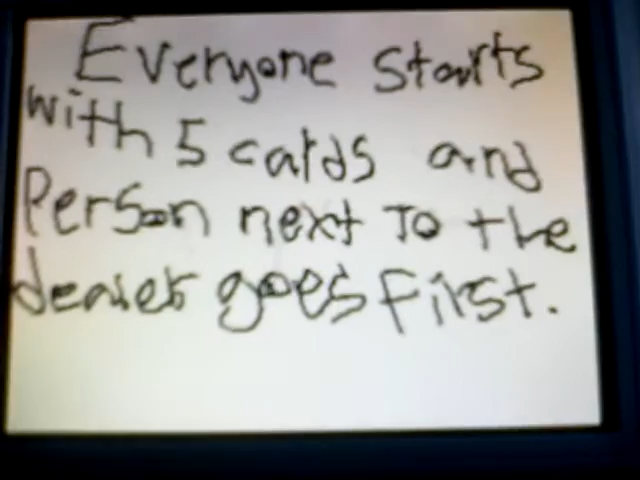 Everyone starts
with 5 cards and
Person next To the
dealer goes first.